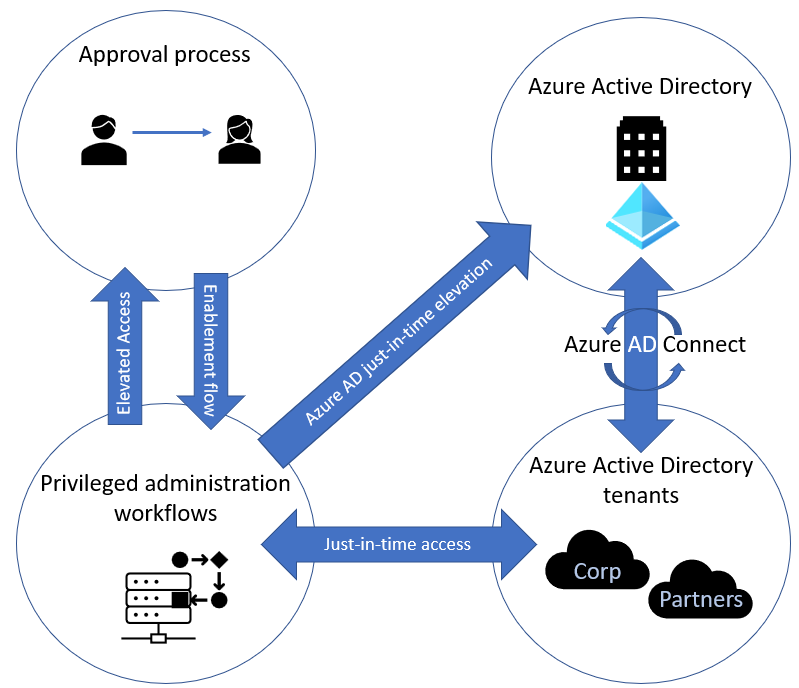 Approval process
Azure Active Directory
Elevated Access
Enablement flow
Azure AD just-in-time elevation
Azure AD Connect
Privileged administration
workflows
Azure Active Directory
tenants
Just-in-time access
Corp
Partners